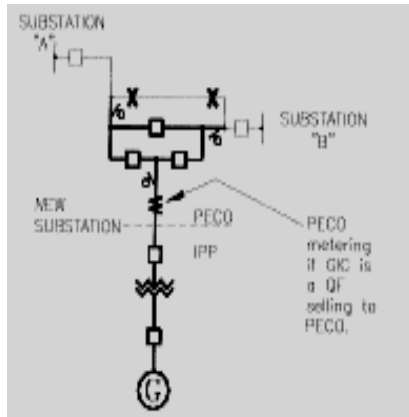 SUBSTATION
"A"
SUBSTATION
"B"
NEW
SUBSTATION
PECO
IPP
PECO
metering
if GIC is
a QF
selling to
PECO.
G